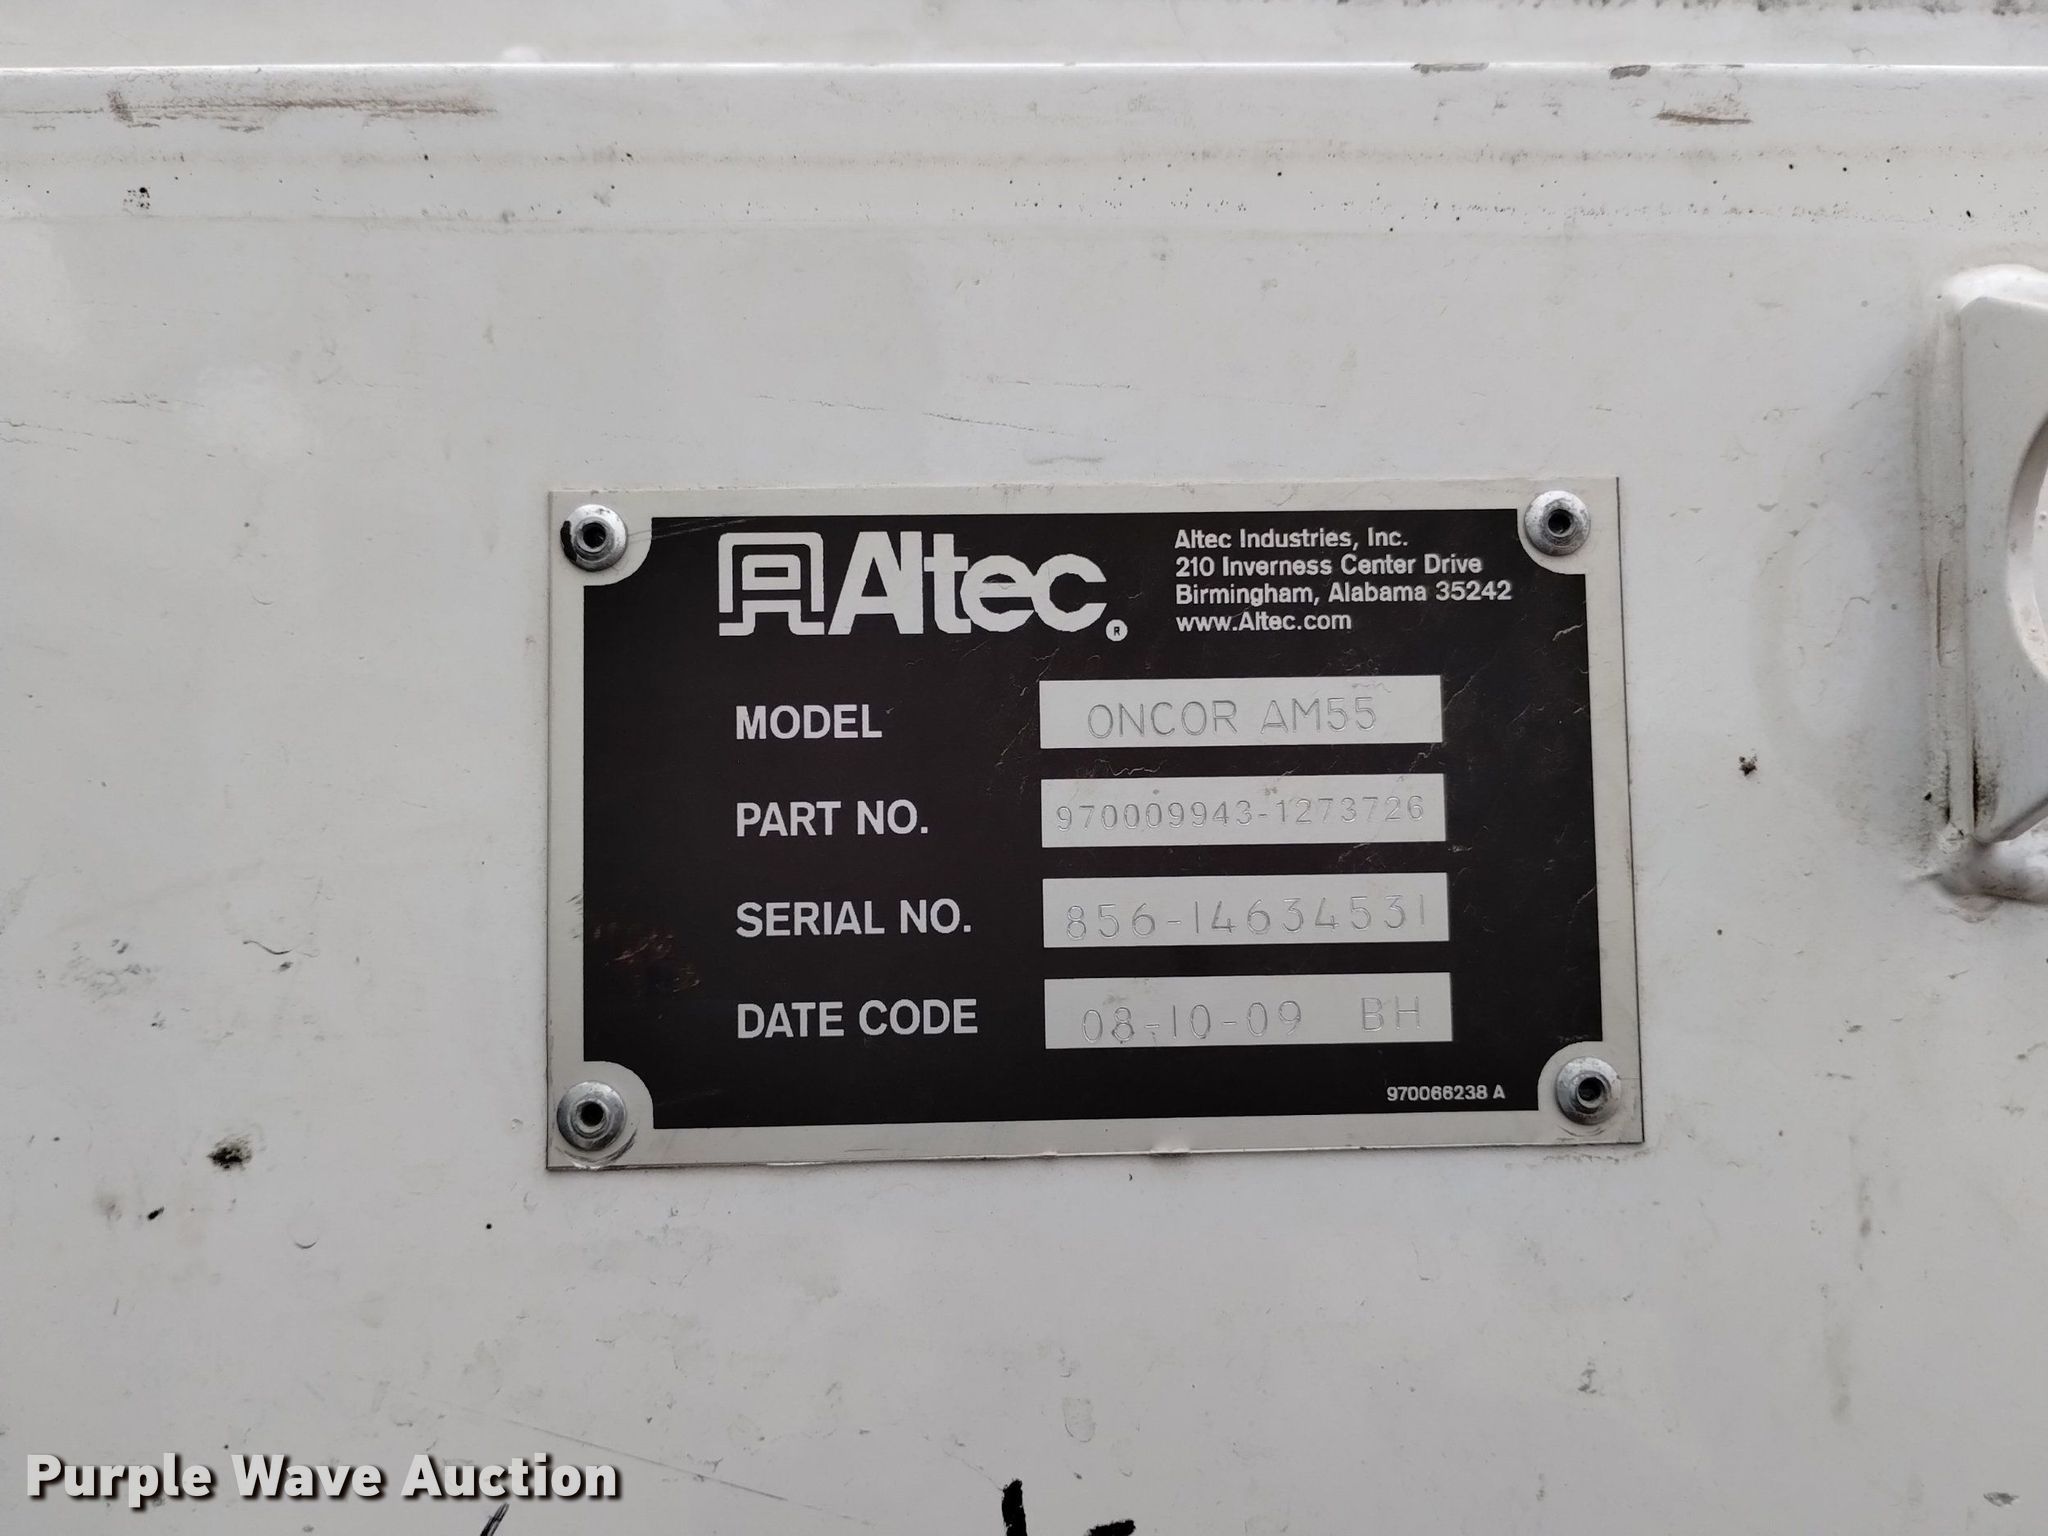 Altec®
Altec Industries, Inc.
210 Inverness Center Drive
Birmingham, Alabama 35242
www.Altec.com
MODEL ONCOR AM55
PART NO. 970009943-1273726
SERIAL NO. 856-14634531
DATE CODE 08-10-09 BH
970066238 A
Purple Wave Auction